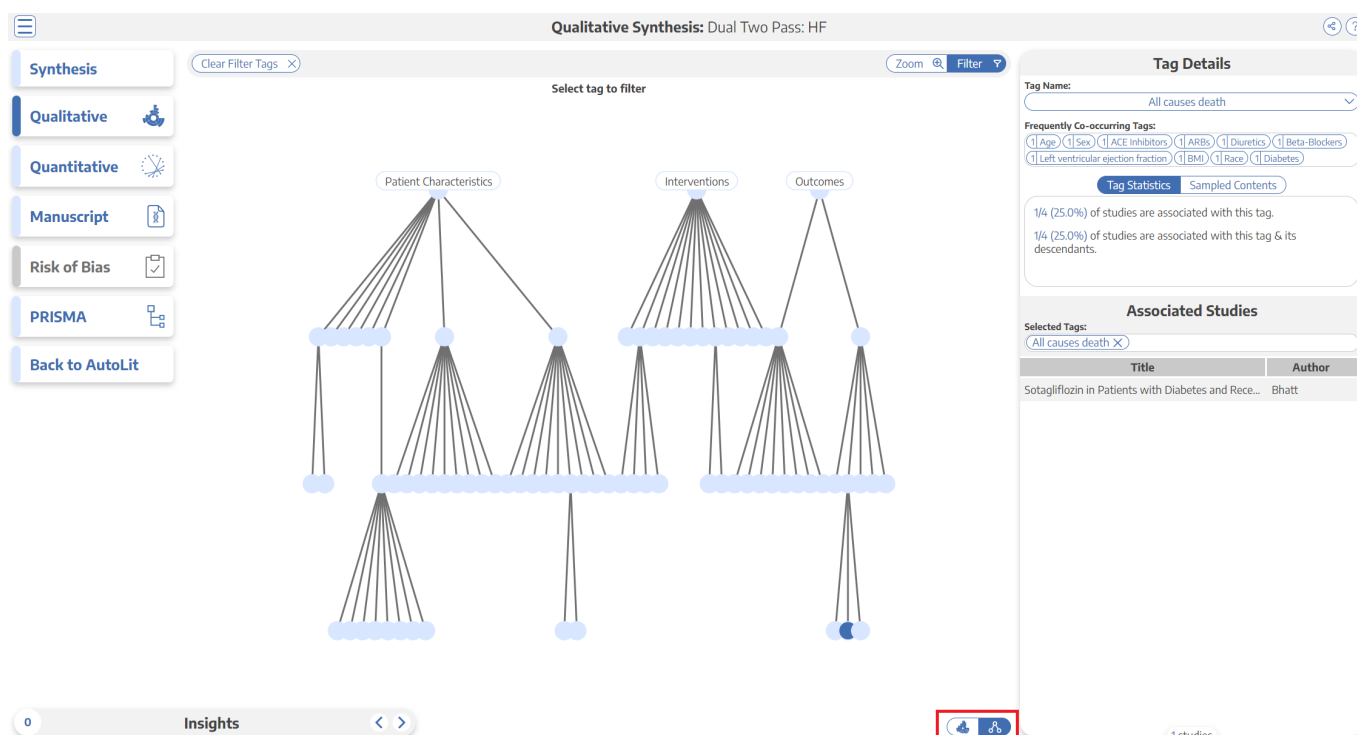 Qualitative Synthesis: Dual Two Pass: HF
Synthesis
Qualitative
Quantitative
Manuscript
Risk of Bias
PRISMA
Back to AutoLit
Clear Filter Tags
Zoom
Filter
Select tag to filter
Patient Characteristics
Interventions
Outcomes
0
Insights
Tag Details
Tag Name:
All causes death
Frequently Co-occurring Tags:
1 Age 1 Sex 1 ACE Inhibitors 1 ARBs 1 Diuretics 1 Beta-Blockers
1 Left ventricular ejection fraction 1 BMI 1 Race 1 Diabetes
Tag Statistics Sampled Contents
1/4 (25.0%) of studies are associated with this tag.
1/4 (25.0%) of studies are associated with this tag & its
descendants.
Associated Studies
Selected Tags:
All causes death
Title Author
Sotagliflozin in Patients with Diabetes and Rece... Bhatt
1 studies